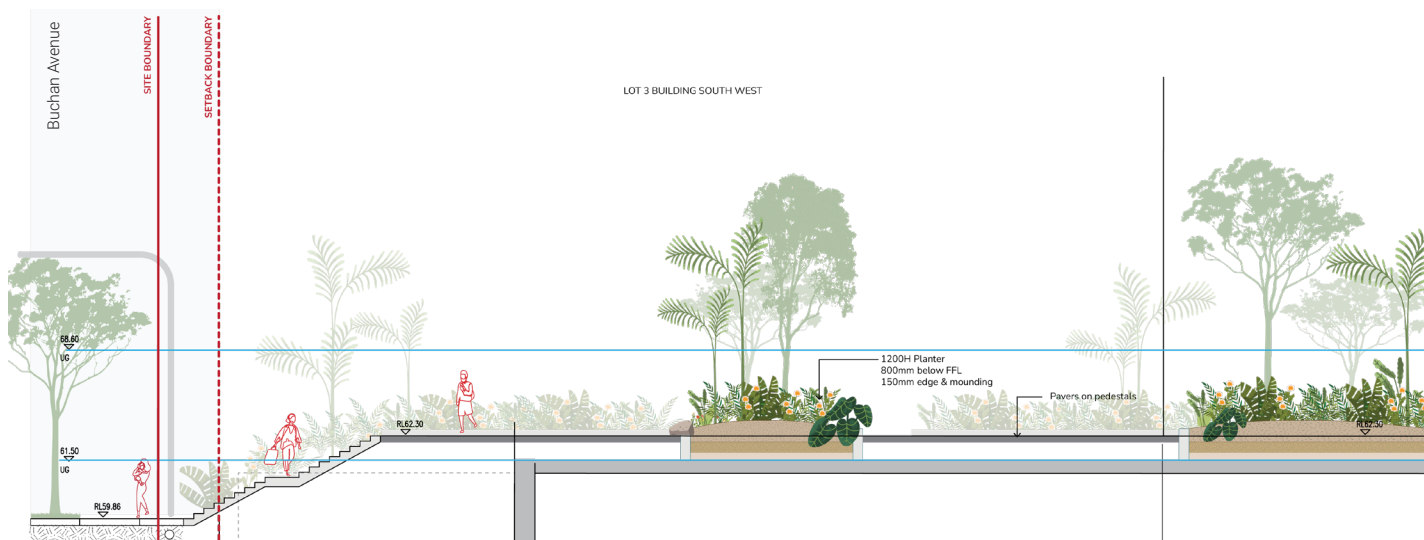 Buchan Avenue
SITE BOUNDARY
SETBACK BOUNDARY
LOT 3 BUILDING SOUTH WEST
68.60
UG
1200H Planter
800mm below FFL
150mm edge & mounding
Pavers on pedestals
RL62.30
RL62.30
61.50
UG
RL59.86